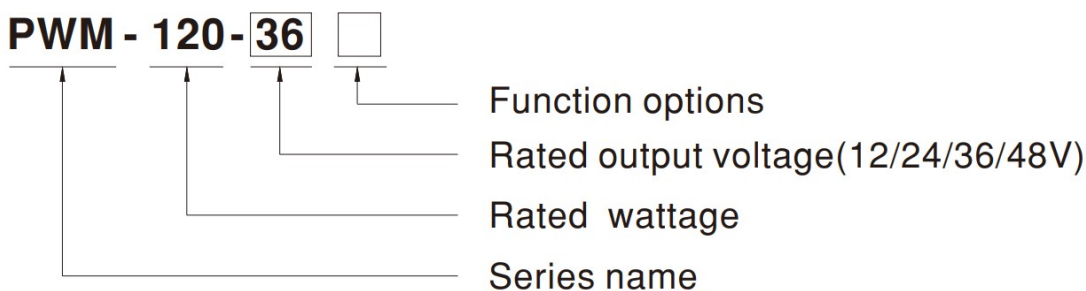 PWM - 120-36
Function options
Rated output voltage(12/24/36/48V)
Rated wattage
Series name